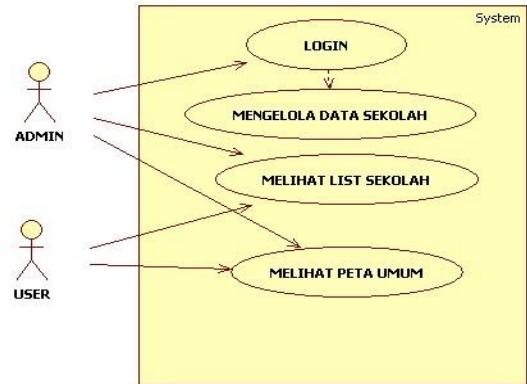 System
LOGIN
MENGELOLA DATA SEKOLAH
ADMIN
MELIHAT LIST SEKOLAH
MELIHAT PETA UMUM
USER